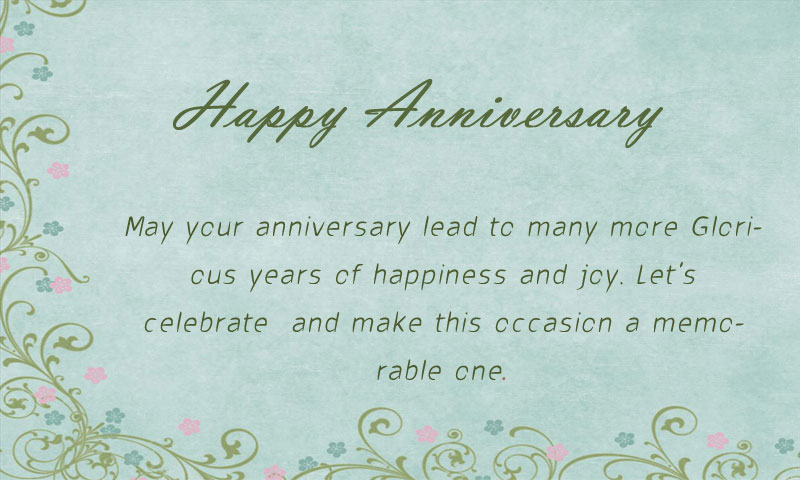 Happy Anniversary
May your anniversary lead to many more Glori-
ous years of happiness and joy. Let's
celebrate  and make this occasion a memo-
rable one.